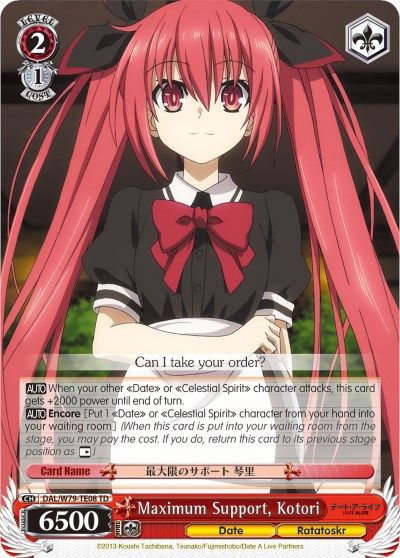 LEVEL
2
1
COST
Can I take your order?
AUTO When your other «Date» or «Celestial Spirit» character attacks, this card
gets +2000 power until end of turn.
AUTO Encore [Put 1 «Date» or «Celestial Spirit» character from your hand into
your waiting room] (When this card is put into your waiting room from the
stage, you may pay the cost. If you do, return this card to its previous stage
position as
Card Name 最大限のサポート 琴里
CH DAL/W79-TE08 TD
Maximum Support, Kotori
デート・ア・ライブ
DATE A LIVE
POWER
6500
Date Ratatoskr
©2013 Koushi Tachibana, Tsunako/Fujimishobo/Date A Live Partners